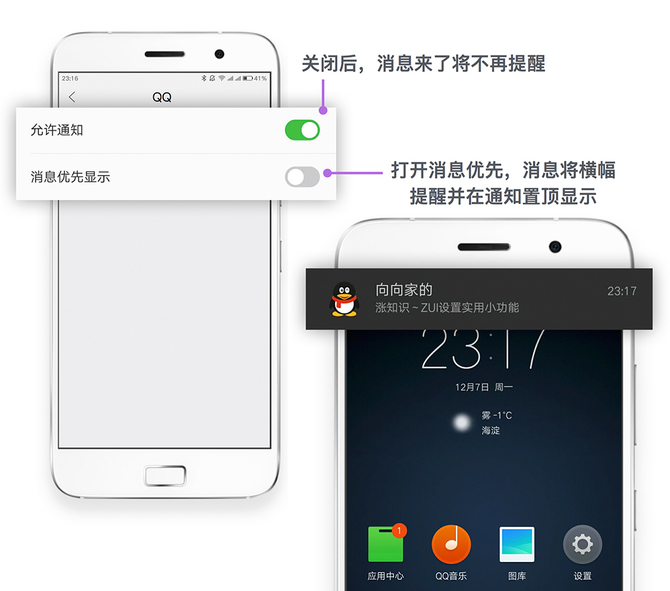 关闭后，消息来了将不再提醒
23:16
41%
QQ
允许通知
消息优先显示
打开消息优先，消息将横幅
提醒并在通知置顶显示
向向家的
23:17
涨知识~ZUI设置实用小功能
23:17
12月7日 周一
雾 -1°C
海淀
1
应用中心
QQ音乐
图库
设置